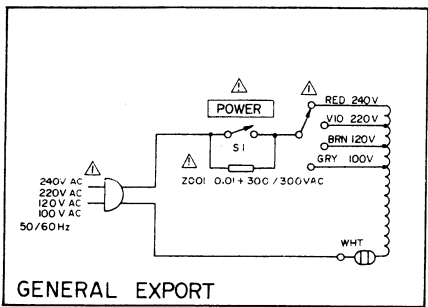 POWER
S1
Z001 0.01+300/300VAC
RED 240V
VIO 220V
BRN 120V
GRY 100V
240V AC
220V AC
120V AC
100V AC
50/60Hz
WHT
GENERAL EXPORT